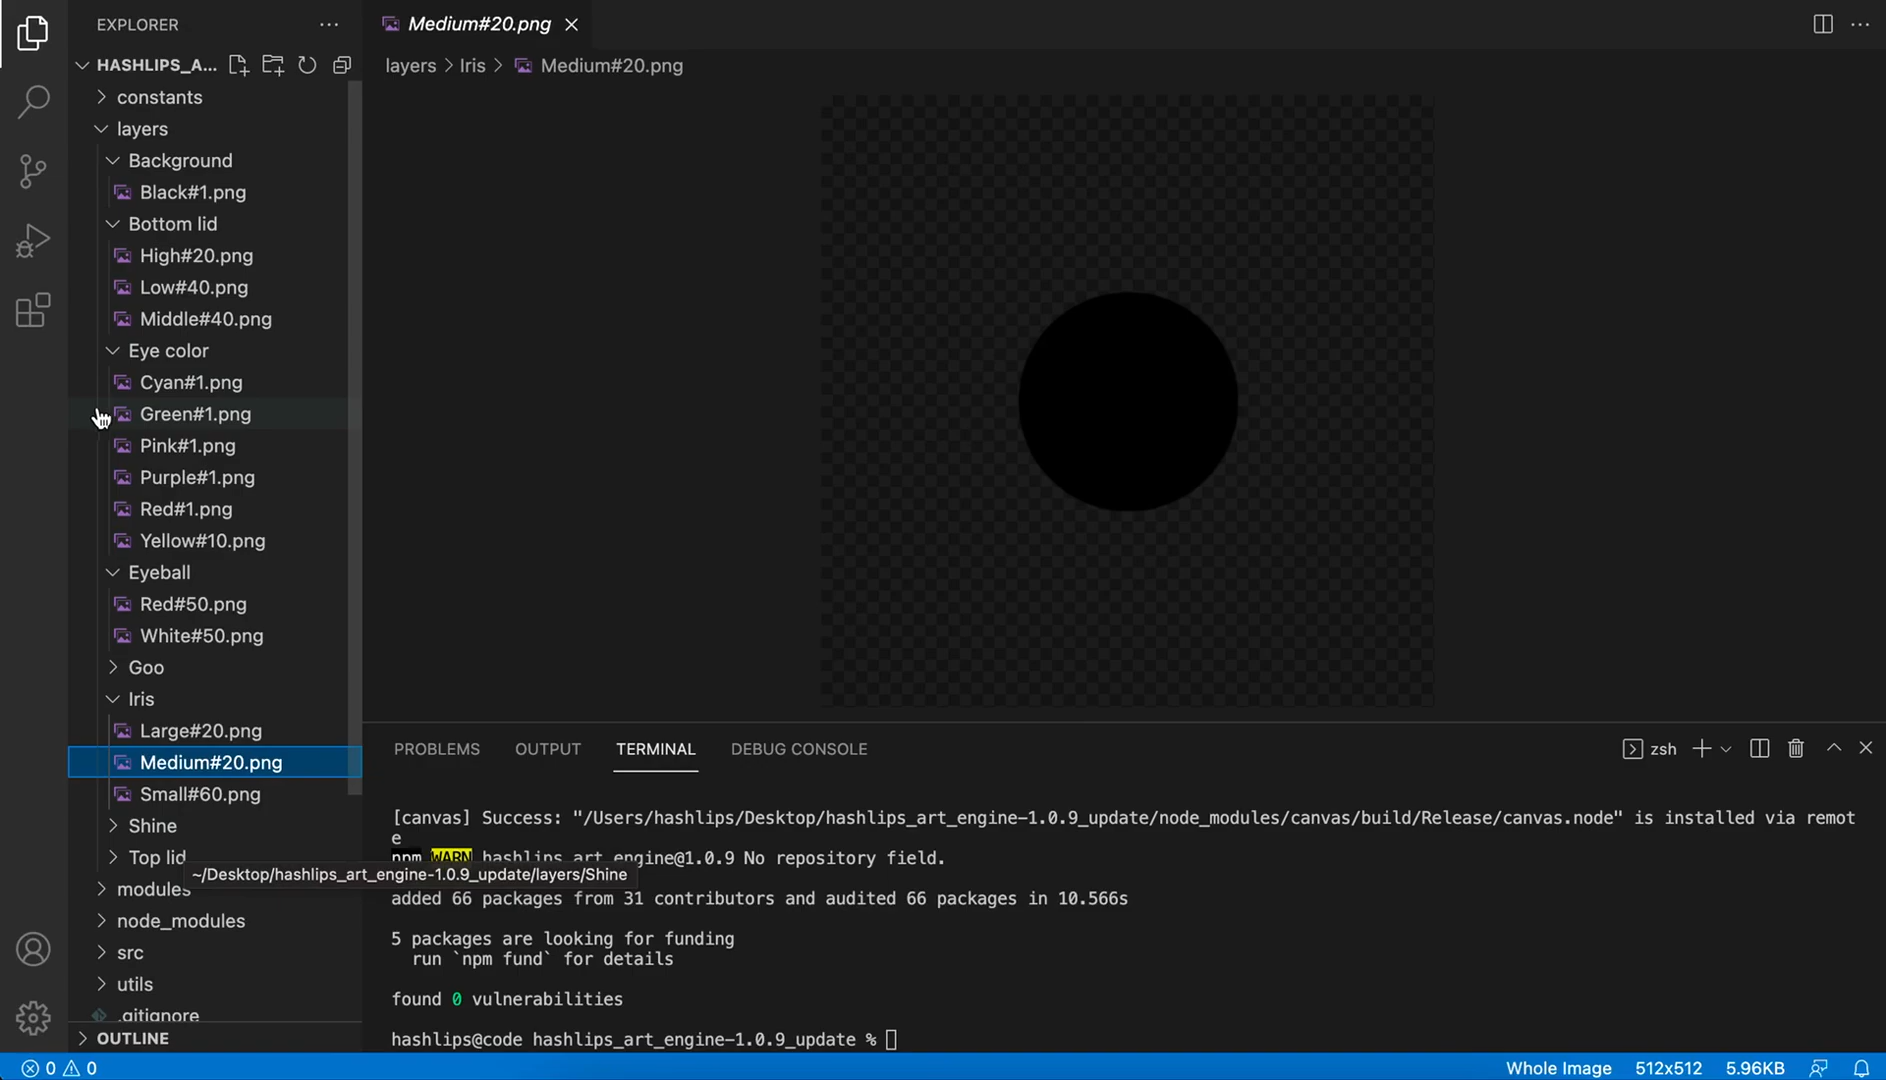 EXPLORER
HASHLIPS_A...
constants
layers
Background
Black#1.png
Bottom lid
High#20.png
Low#40.png
Middle#40.png
Eye color
Cyan#1.png
Green#1.png
Pink#1.png
Purple#1.png
Red#1.png
Yellow#10.png
Eyeball
Red#50.png
White#50.png
Goo
Iris
Large#20.png
Medium#20.png
Small#60.png
Shine
Top lid
~/Desktop/hashlips_art_engine-1.0.9_update/layers/Shine
modules
node_modules
src
utils
.gitignore
OUTLINE
Medium#20.png
layers > Iris > Medium#20.png
PROBLEMS OUTPUT TERMINAL DEBUG CONSOLE zsh
[canvas] Success: "/Users/hashlips/Desktop/hashlips_art_engine-1.0.9_update/node_modules/canvas/build/Release/canvas.node" is installed via remot
e
npm WARN hashlips_art_engine@1.0.9 No repository field.
added 66 packages from 31 contributors and audited 66 packages in 10.566s
5 packages are looking for funding
run `npm fund` for details
found 0 vulnerabilities
hashlips@code hashlips_art_engine-1.0.9_update %
0 0 Whole Image 512x512 5.96KB